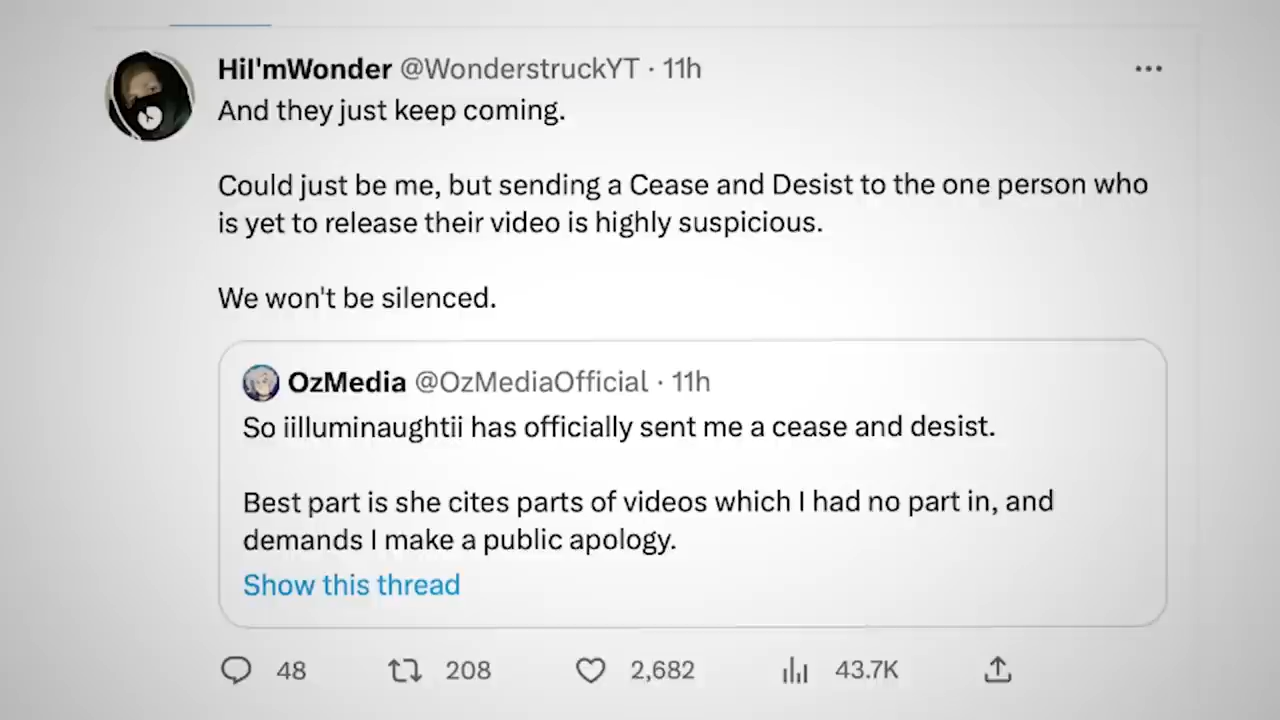 HiI'mWonder @WonderstruckYT · 11h
And they just keep coming.
Could just be me, but sending a Cease and Desist to the one person who
is yet to release their video is highly suspicious.
We won't be silenced.
OzMedia @OzMediaOfficial · 11h
So iilluminaughtii has officially sent me a cease and desist.
Best part is she cites parts of videos which I had no part in, and
demands I make a public apology.
Show this thread
48 208 2,682 43.7K